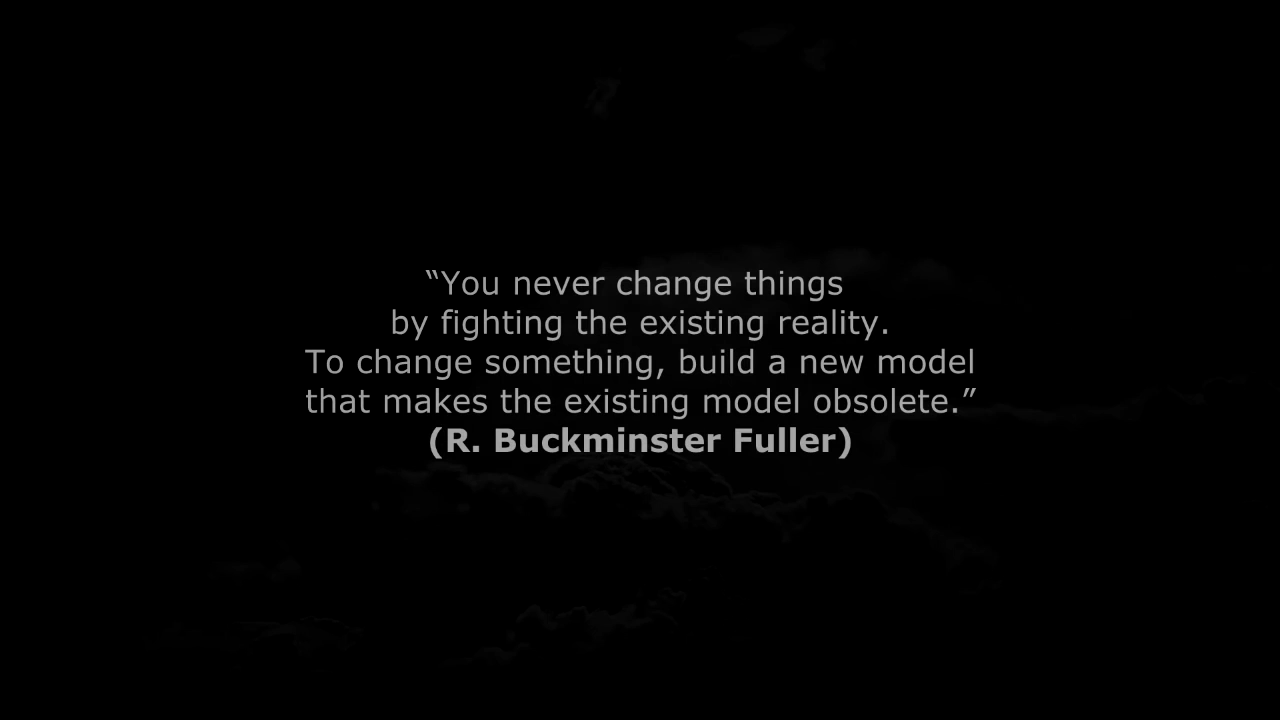 “You never change things
by fighting the existing reality.
To change something, build a new model
that makes the existing model obsolete.”
(R. Buckminster Fuller)